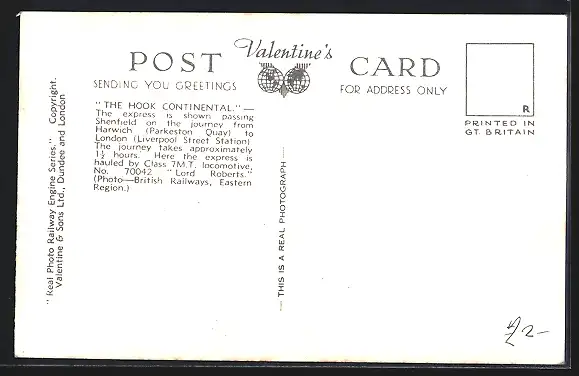 POST Valentine's CARD
SENDING YOU GREETINGS
FOR ADDRESS ONLY
R
PRINTED IN
GT. BRITAIN
"THE HOOK CONTINENTAL." —
The express is shown passing
Shenfield on the journey from
Harwich (Parkeston Quay) to
London (Liverpool Street Station)
The journey takes approximately
1½ hours. Here the express is
hauled by Class 7M.T. locomotive,
No. 70042 "Lord Roberts."
(Photo—British Railways, Eastern
Region.)
"Real Photo Railway Engine Series." Copyright.
Valentine & Sons Ltd., Dundee and London
— THIS IS A REAL PHOTOGRAPH —
£2-